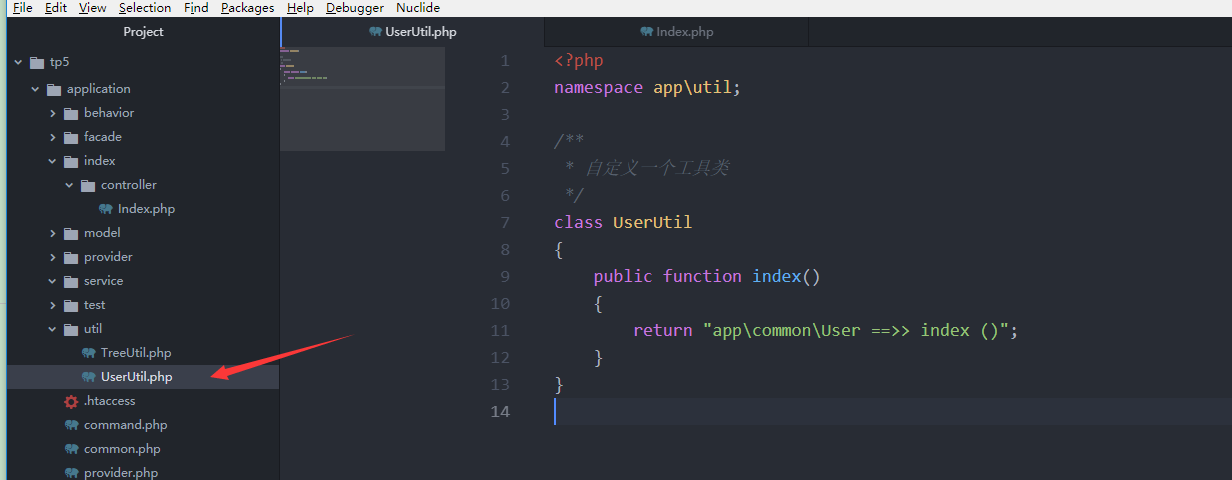 File Edit View Selection Find Packages Help Debugger Nuclide
Project
UserUtil.php
Index.php
tp5
application
behavior
facade
index
controller
Index.php
model
provider
service
test
util
TreeUtil.php
UserUtil.php
.htaccess
command.php
common.php
provider.php
1 <?php
2 namespace app\util;
3
4 /**
5 * 自定义一个工具类
6 */
7 class UserUtil
8 {
9 public function index()
10 {
11 return "app\common\User ==>> index ()";
12 }
13 }
14